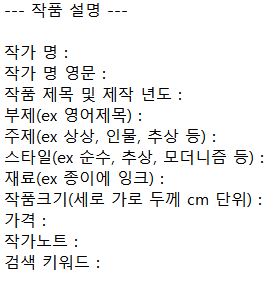 --- 작품 설명 ---
작가 명 :
작가 명 영문 :
작품 제목 및 제작 년도 :
부제(ex 영어제목) :
주제(ex 상상, 인물, 추상 등) :
스타일(ex 순수, 추상, 모더니즘 등) :
재료(ex 종이에 잉크) :
작품크기(세로 가로 두께 cm 단위) :
가격 :
작가노트 :
검색 키워드 :